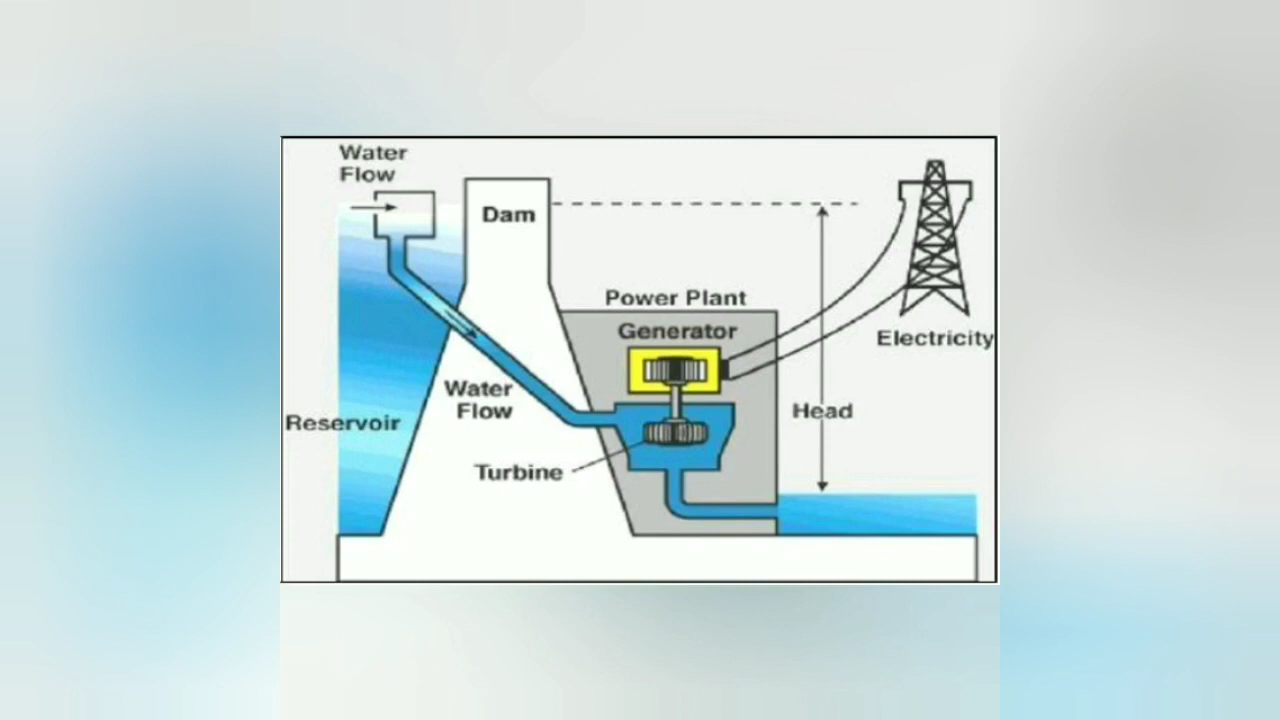 Water
Flow
Dam
Power Plant
Generator
Electricity
Water
Flow
Head
Reservoir
Turbine